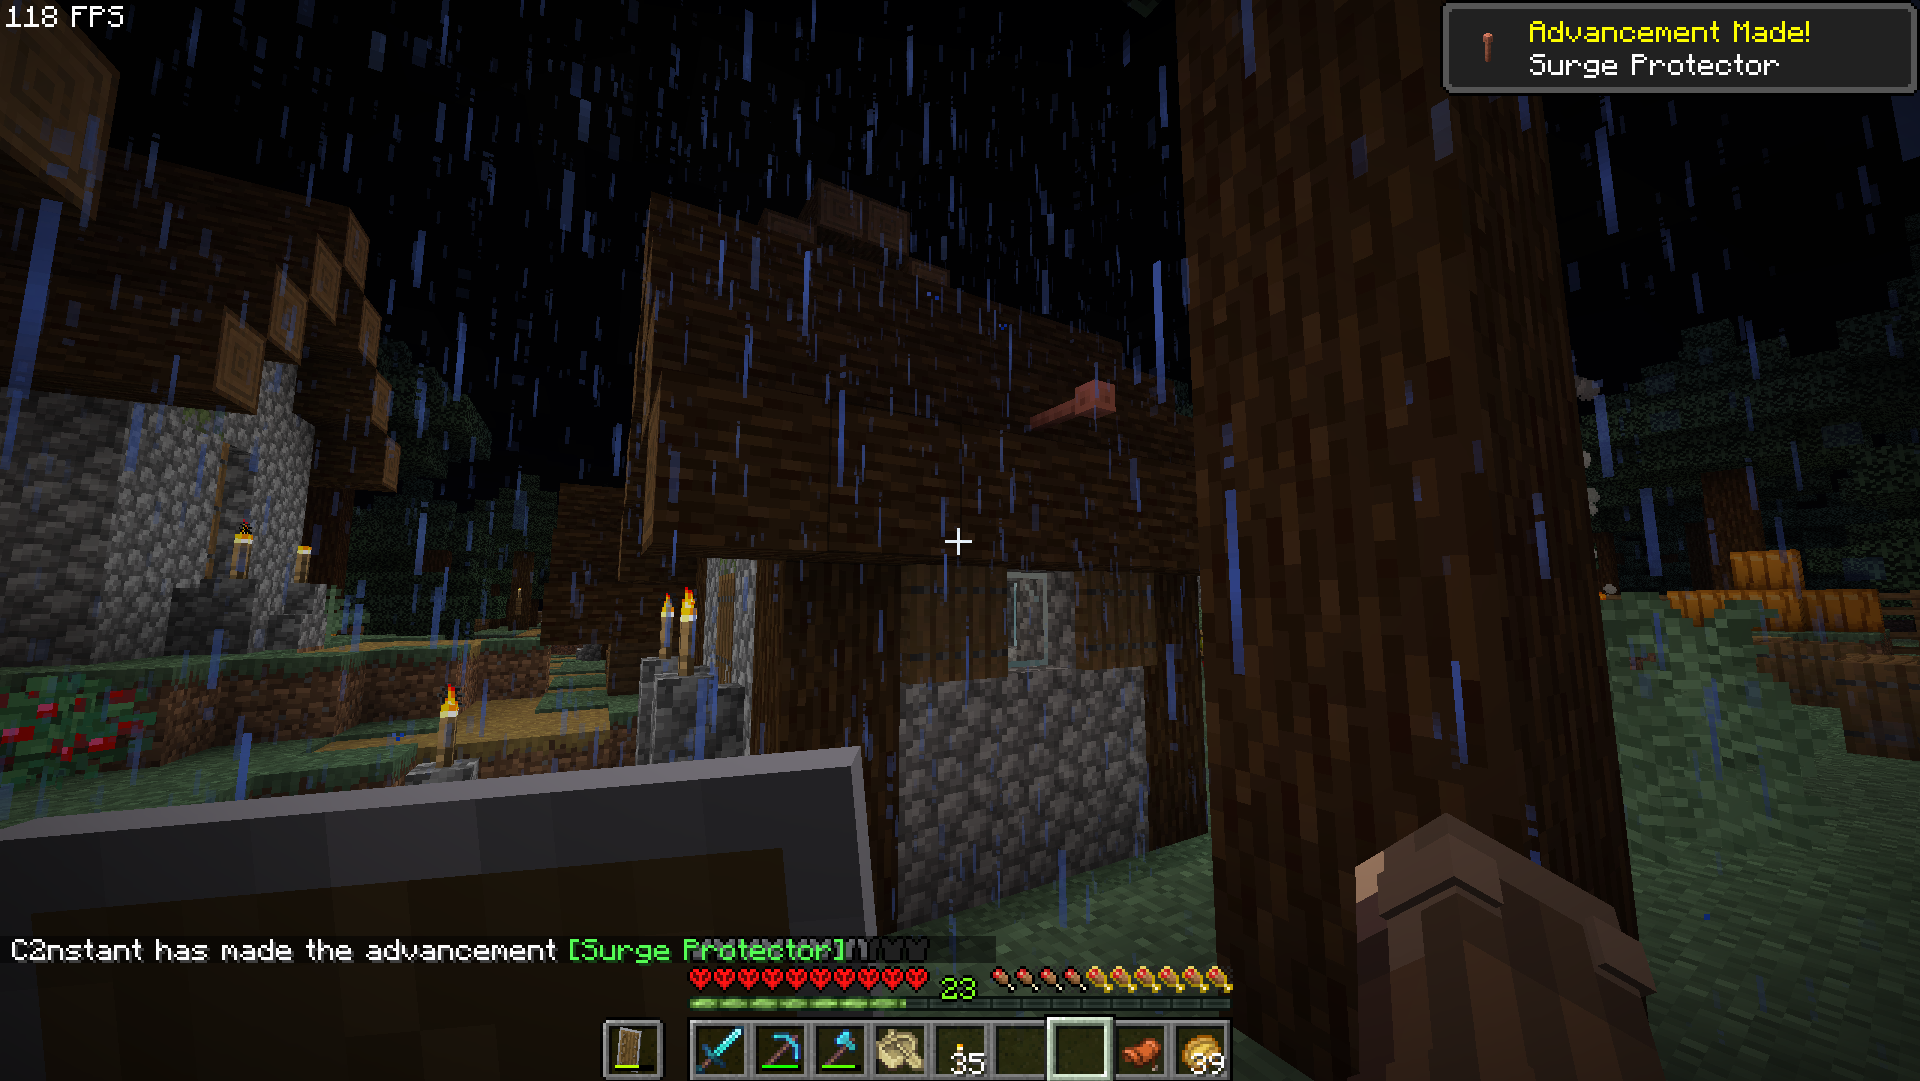 118 FPS
Advancement Made!
Surge Protector
C2nstant has made the advancement [Surge Protector]
23
35
39